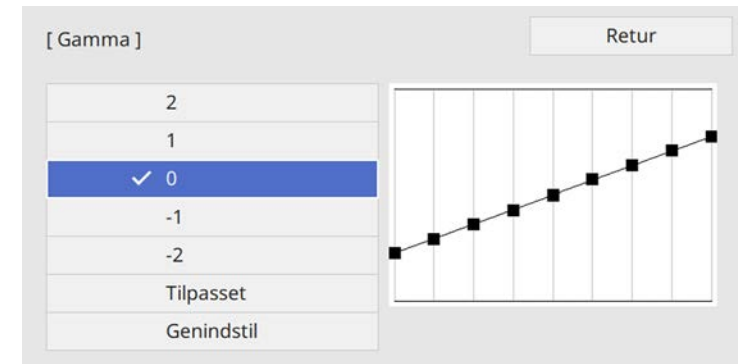 [ Gamma ]
Retur
2
1
0
-1
-2
Tilpasset
Genindstil